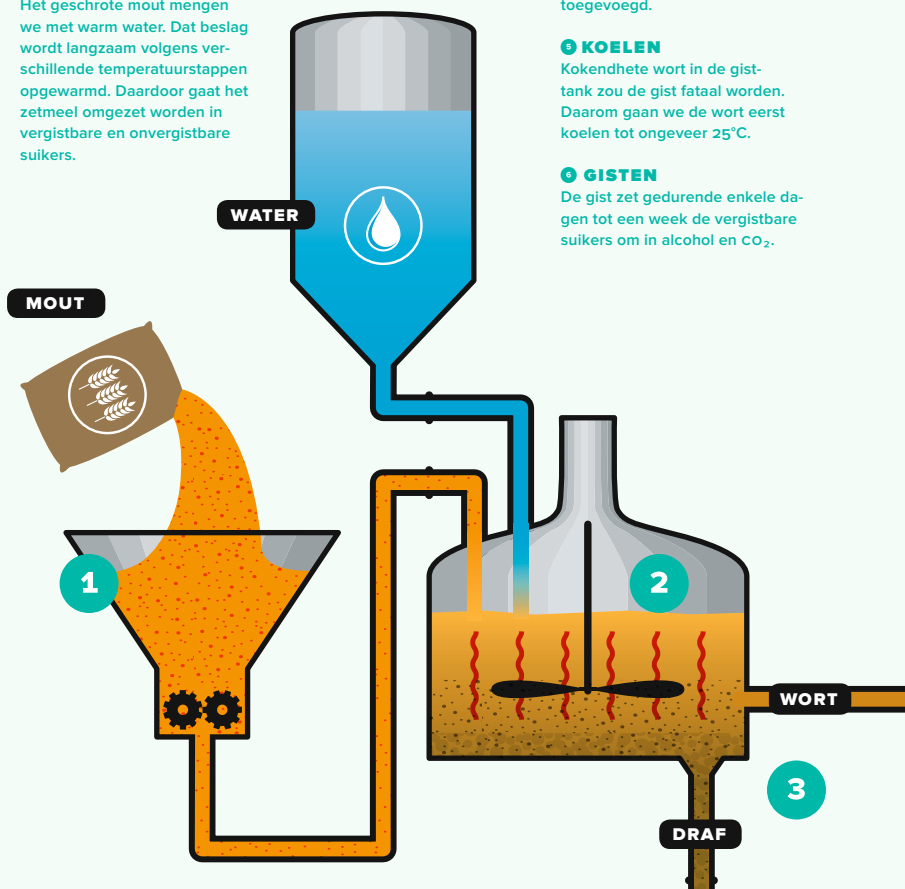 Het geschrote mout mengen
we met warm water. Dat beslag
wordt langzaam volgens ver-
schillende temperatuurstappen
opgewarmd. Daardoor gaat het
zetmeel omgezet worden in
vergistbare en onvergistbare
suikers.
toegevoegd.
5 KOELEN
Kokendhete wort in de gist-
tank zou de gist fataal worden.
Daarom gaan we de wort eerst
koelen tot ongeveer 25°C.
6 GISTEN
De gist zet gedurende enkele da-
gen tot een week de vergistbare
suikers om in alcohol en CO₂.
WATER
MOUT
1
2
WORT
3
DRAF